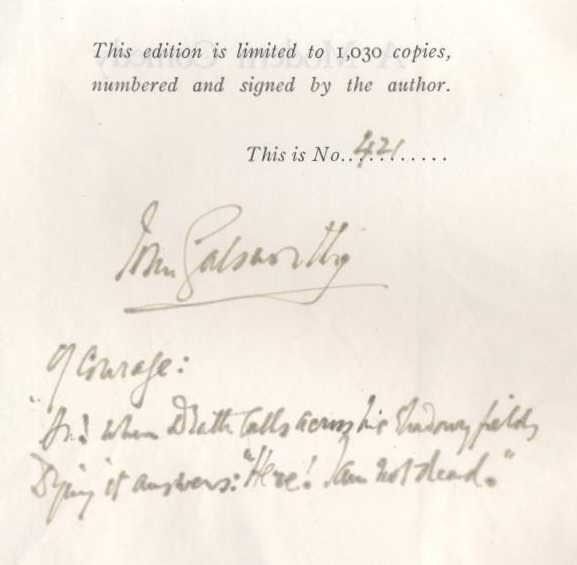 This edition is limited to 1,030 copies,
numbered and signed by the author.
This is No. 421
John Galsworthy
Of Courage:
"For! when Death calls across his shadowy fields
Dying it answers: "Here! I am not dead."